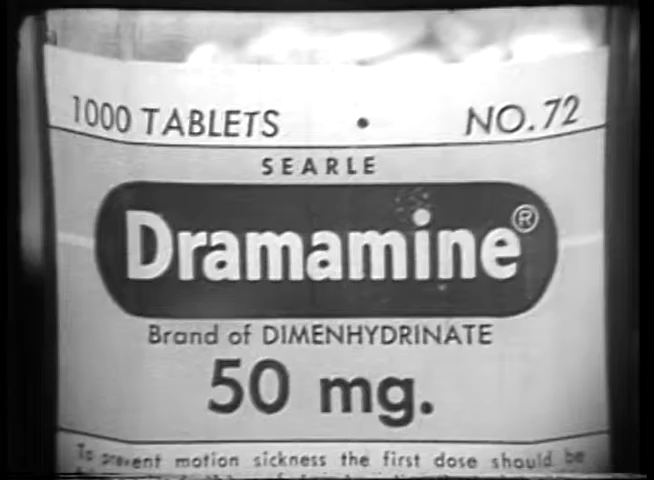 1000 TABLETS • NO. 72
SEARLE
Dramamine®
Brand of DIMENHYDRINATE
50 mg.
To prevent motion sickness the first dose should be